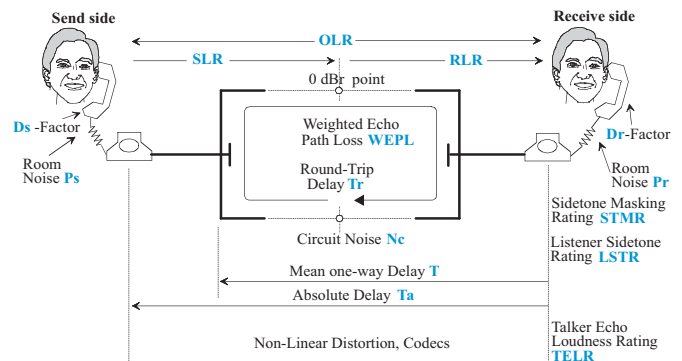 Send side
Receive side
OLR
SLR
RLR
0 dBr point
Weighted Echo
Path Loss WEPL
Ds -Factor
Dr-Factor
Room
Noise Ps
Room
Noise Pr
Round-Trip
Delay Tr
Sidetone Masking
Rating STMR
Circuit Noise Nc
Listener Sidetone
Rating LSTR
Mean one-way Delay T
Absolute Delay Ta
Non-Linear Distortion, Codecs
Talker Echo
Loudness Rating
TELR